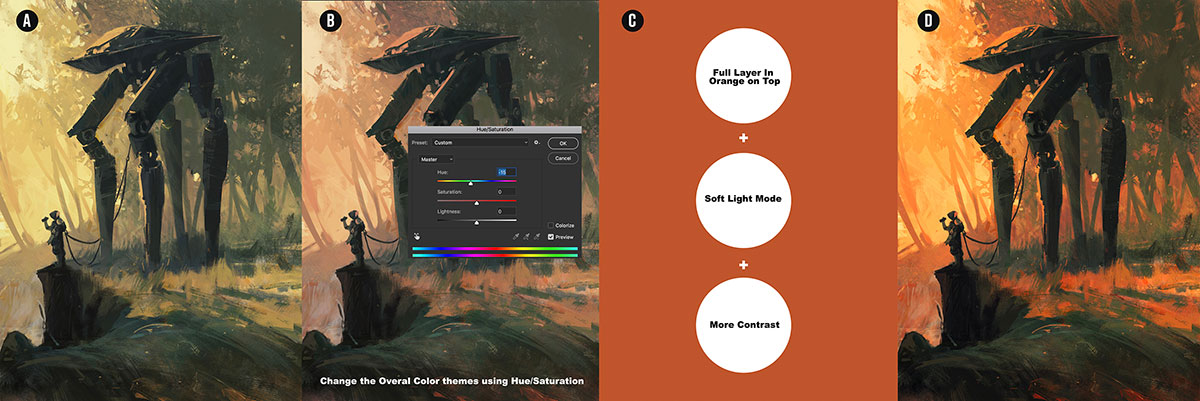 A
B
Hue/Saturation
Preset: Custom
OK
Cancel
Master
Hue: -15
Saturation: 0
Lightness: 0
Colorize
Preview
Change the Overal Color themes using Hue/Saturation
C
Full Layer In
Orange on Top
+
Soft Light Mode
+
More Contrast
D